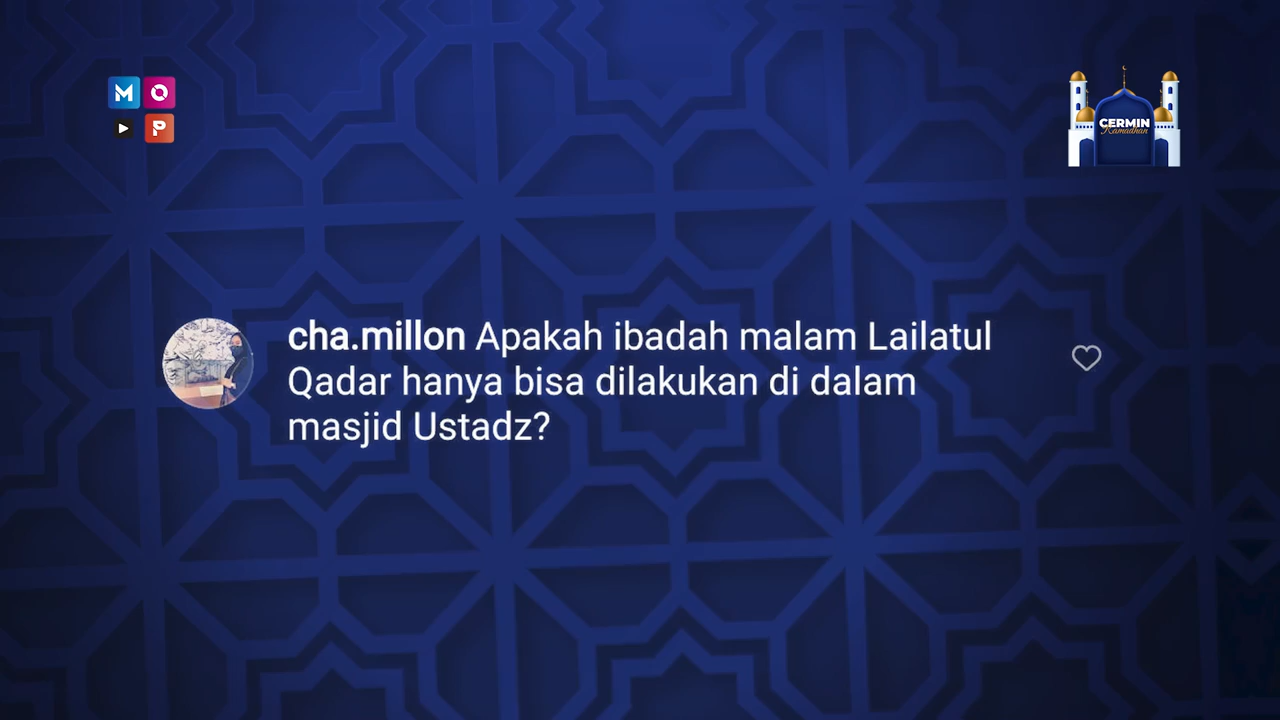 M Q
P
CERMIN
Ramadhan
cha.millon Apakah ibadah malam Lailatul
Qadar hanya bisa dilakukan di dalam
masjid Ustadz?